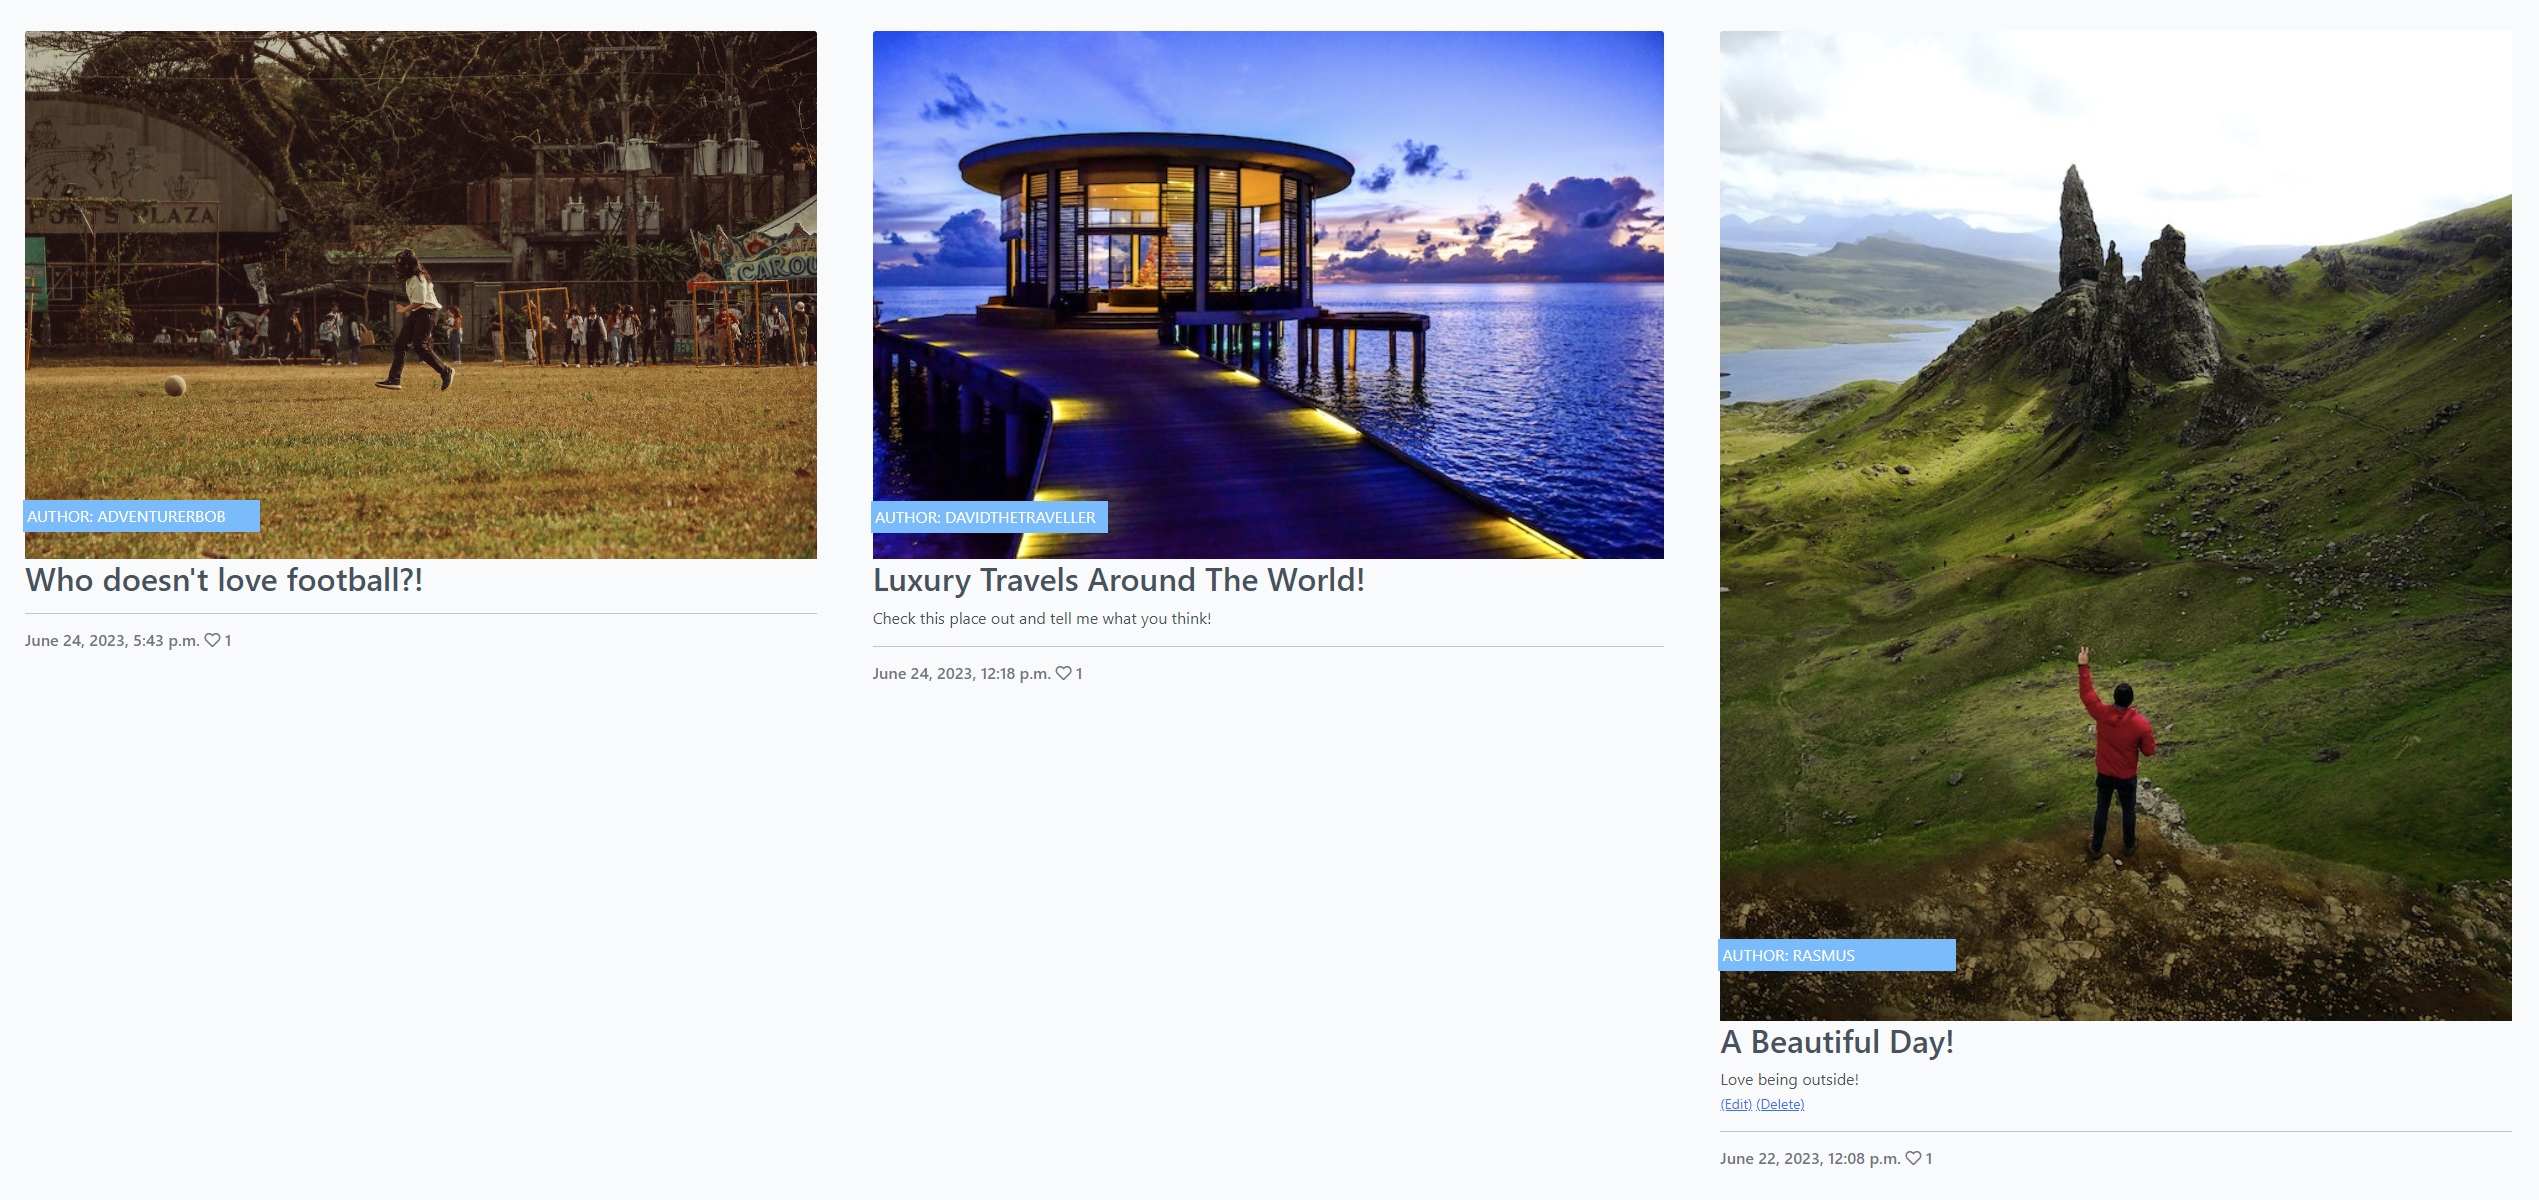 PORTS PLAZA
CAROU
AUTHOR: ADVENTURERBOB
Who doesn't love football?!
June 24, 2023, 5:43 p.m. 1
AUTHOR: DAVIDTHETRAVELLER
Luxury Travels Around The World!
Check this place out and tell me what you think!
June 24, 2023, 12:18 p.m. 1
AUTHOR: RASMUS
A Beautiful Day!
Love being outside!
(Edit) (Delete)
June 22, 2023, 12:08 p.m. 1